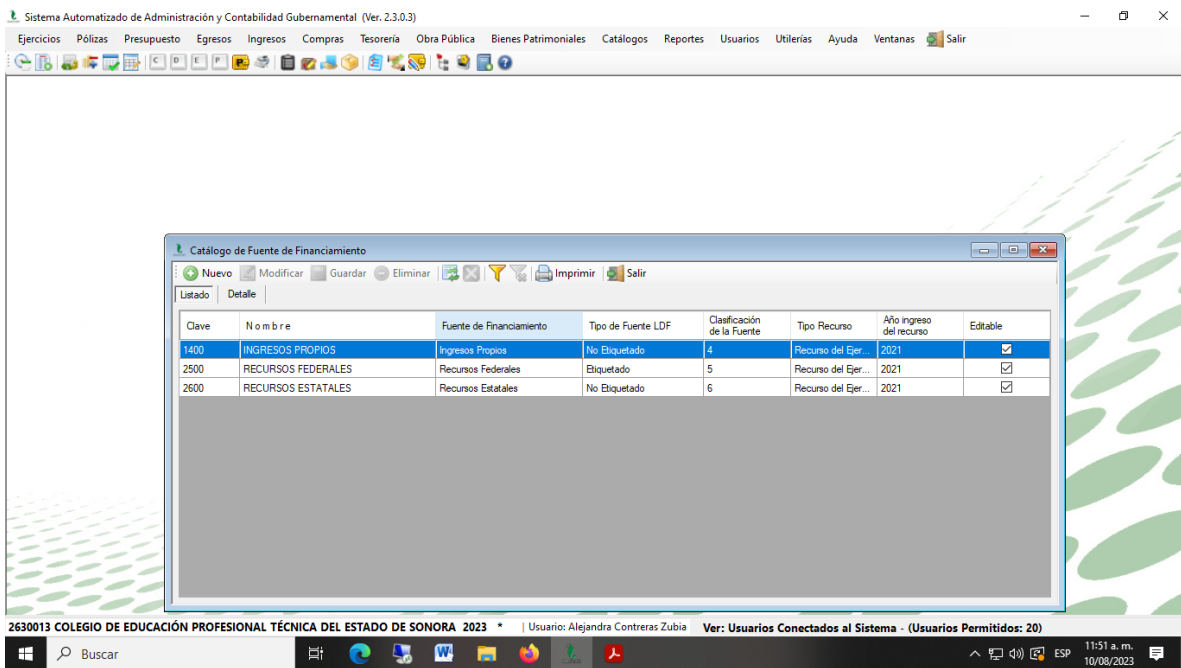 Sistema Automatizado de Administración y Contabilidad Gubernamental (Ver. 2.3.0.3)
Ejercicios Pólizas Presupuesto Egresos Ingresos Compras Tesorería Obra Pública Bienes Patrimoniales Catálogos Reportes Usuarios Utilerías Ayuda Ventanas Salir
C D E P P
Catálogo de Fuente de Financiamiento
Nuevo Modificar Guardar Eliminar Imprimir Salir
Listado Detalle
Clave Nombre Fuente de Financiamiento Tipo de Fuente LDF Clasificación de la Fuente Tipo Recurso Año ingreso del recurso Editable
1400 INGRESOS PROPIOS Ingresos Propios No Etiquetado 4 Recurso del Ejer... 2021
2500 RECURSOS FEDERALES Recursos Federales Etiquetado 5 Recurso del Ejer... 2021
2600 RECURSOS ESTATALES Recursos Estatales No Etiquetado 6 Recurso del Ejer... 2021
2630013 COLEGIO DE EDUCACIÓN PROFESIONAL TÉCNICA DEL ESTADO DE SONORA 2023 * | Usuario: Alejandra Contreras Zubia Ver: Usuarios Conectados al Sistema - (Usuarios Permitidos: 20)
Buscar ESP 11:51 a. m.
10/08/2023